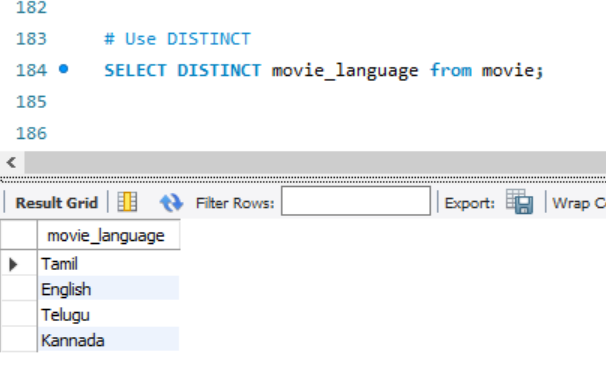 182
183 # Use DISTINCT
184 SELECT DISTINCT movie_language from movie;
185
186
Result Grid Filter Rows: Export: Wrap
movie_language
Tamil
English
Telugu
Kannada